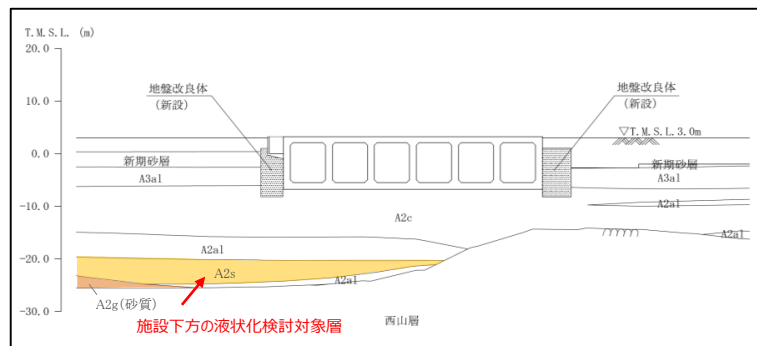 T.M.S.L. (m)
20.0
10.0
0.0
-10.0
-20.0
-30.0
地盤改良体
(新設)
地盤改良体
(新設)
▽T.M.S.L.3.0m
新期砂層
A3al
新期砂層
A3al
A2al
A2c
A2al
A2al
A2s
A2al
A2g(砂質)
施設下方の液状化検討対象層
西山層